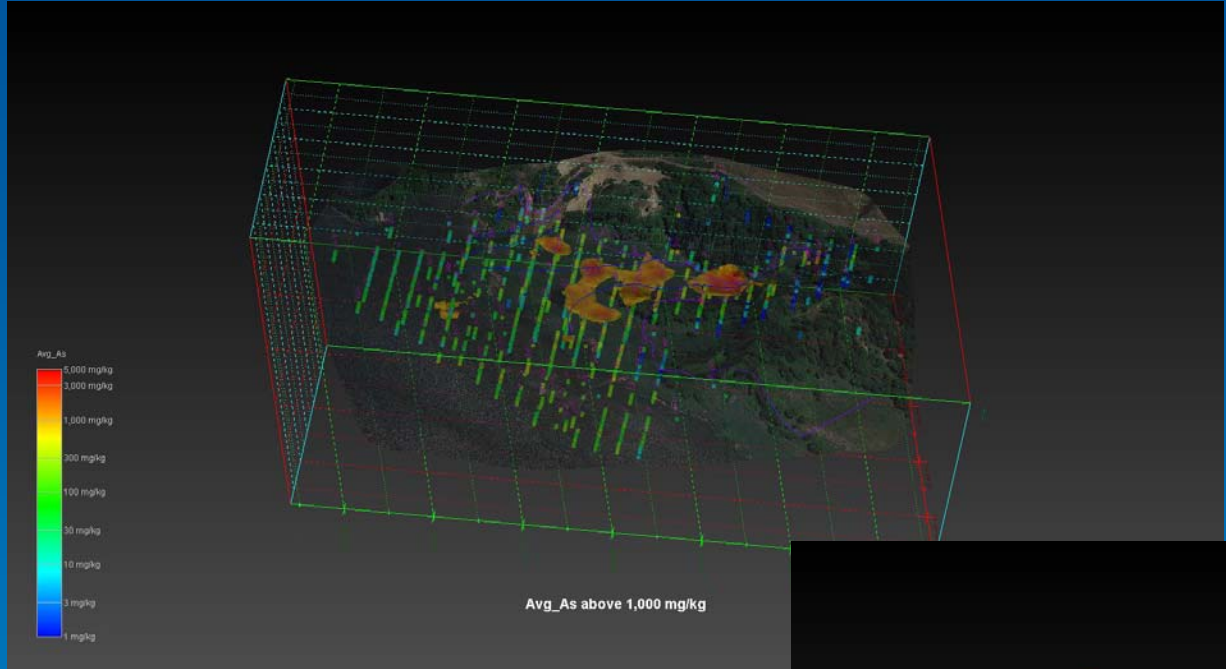 Avg_As
5,000 mg/kg
3,000 mg/kg
1,000 mg/kg
300 mg/kg
100 mg/kg
30 mg/kg
10 mg/kg
3 mg/kg
1 mg/kg
Avg_As above 1,000 mg/kg